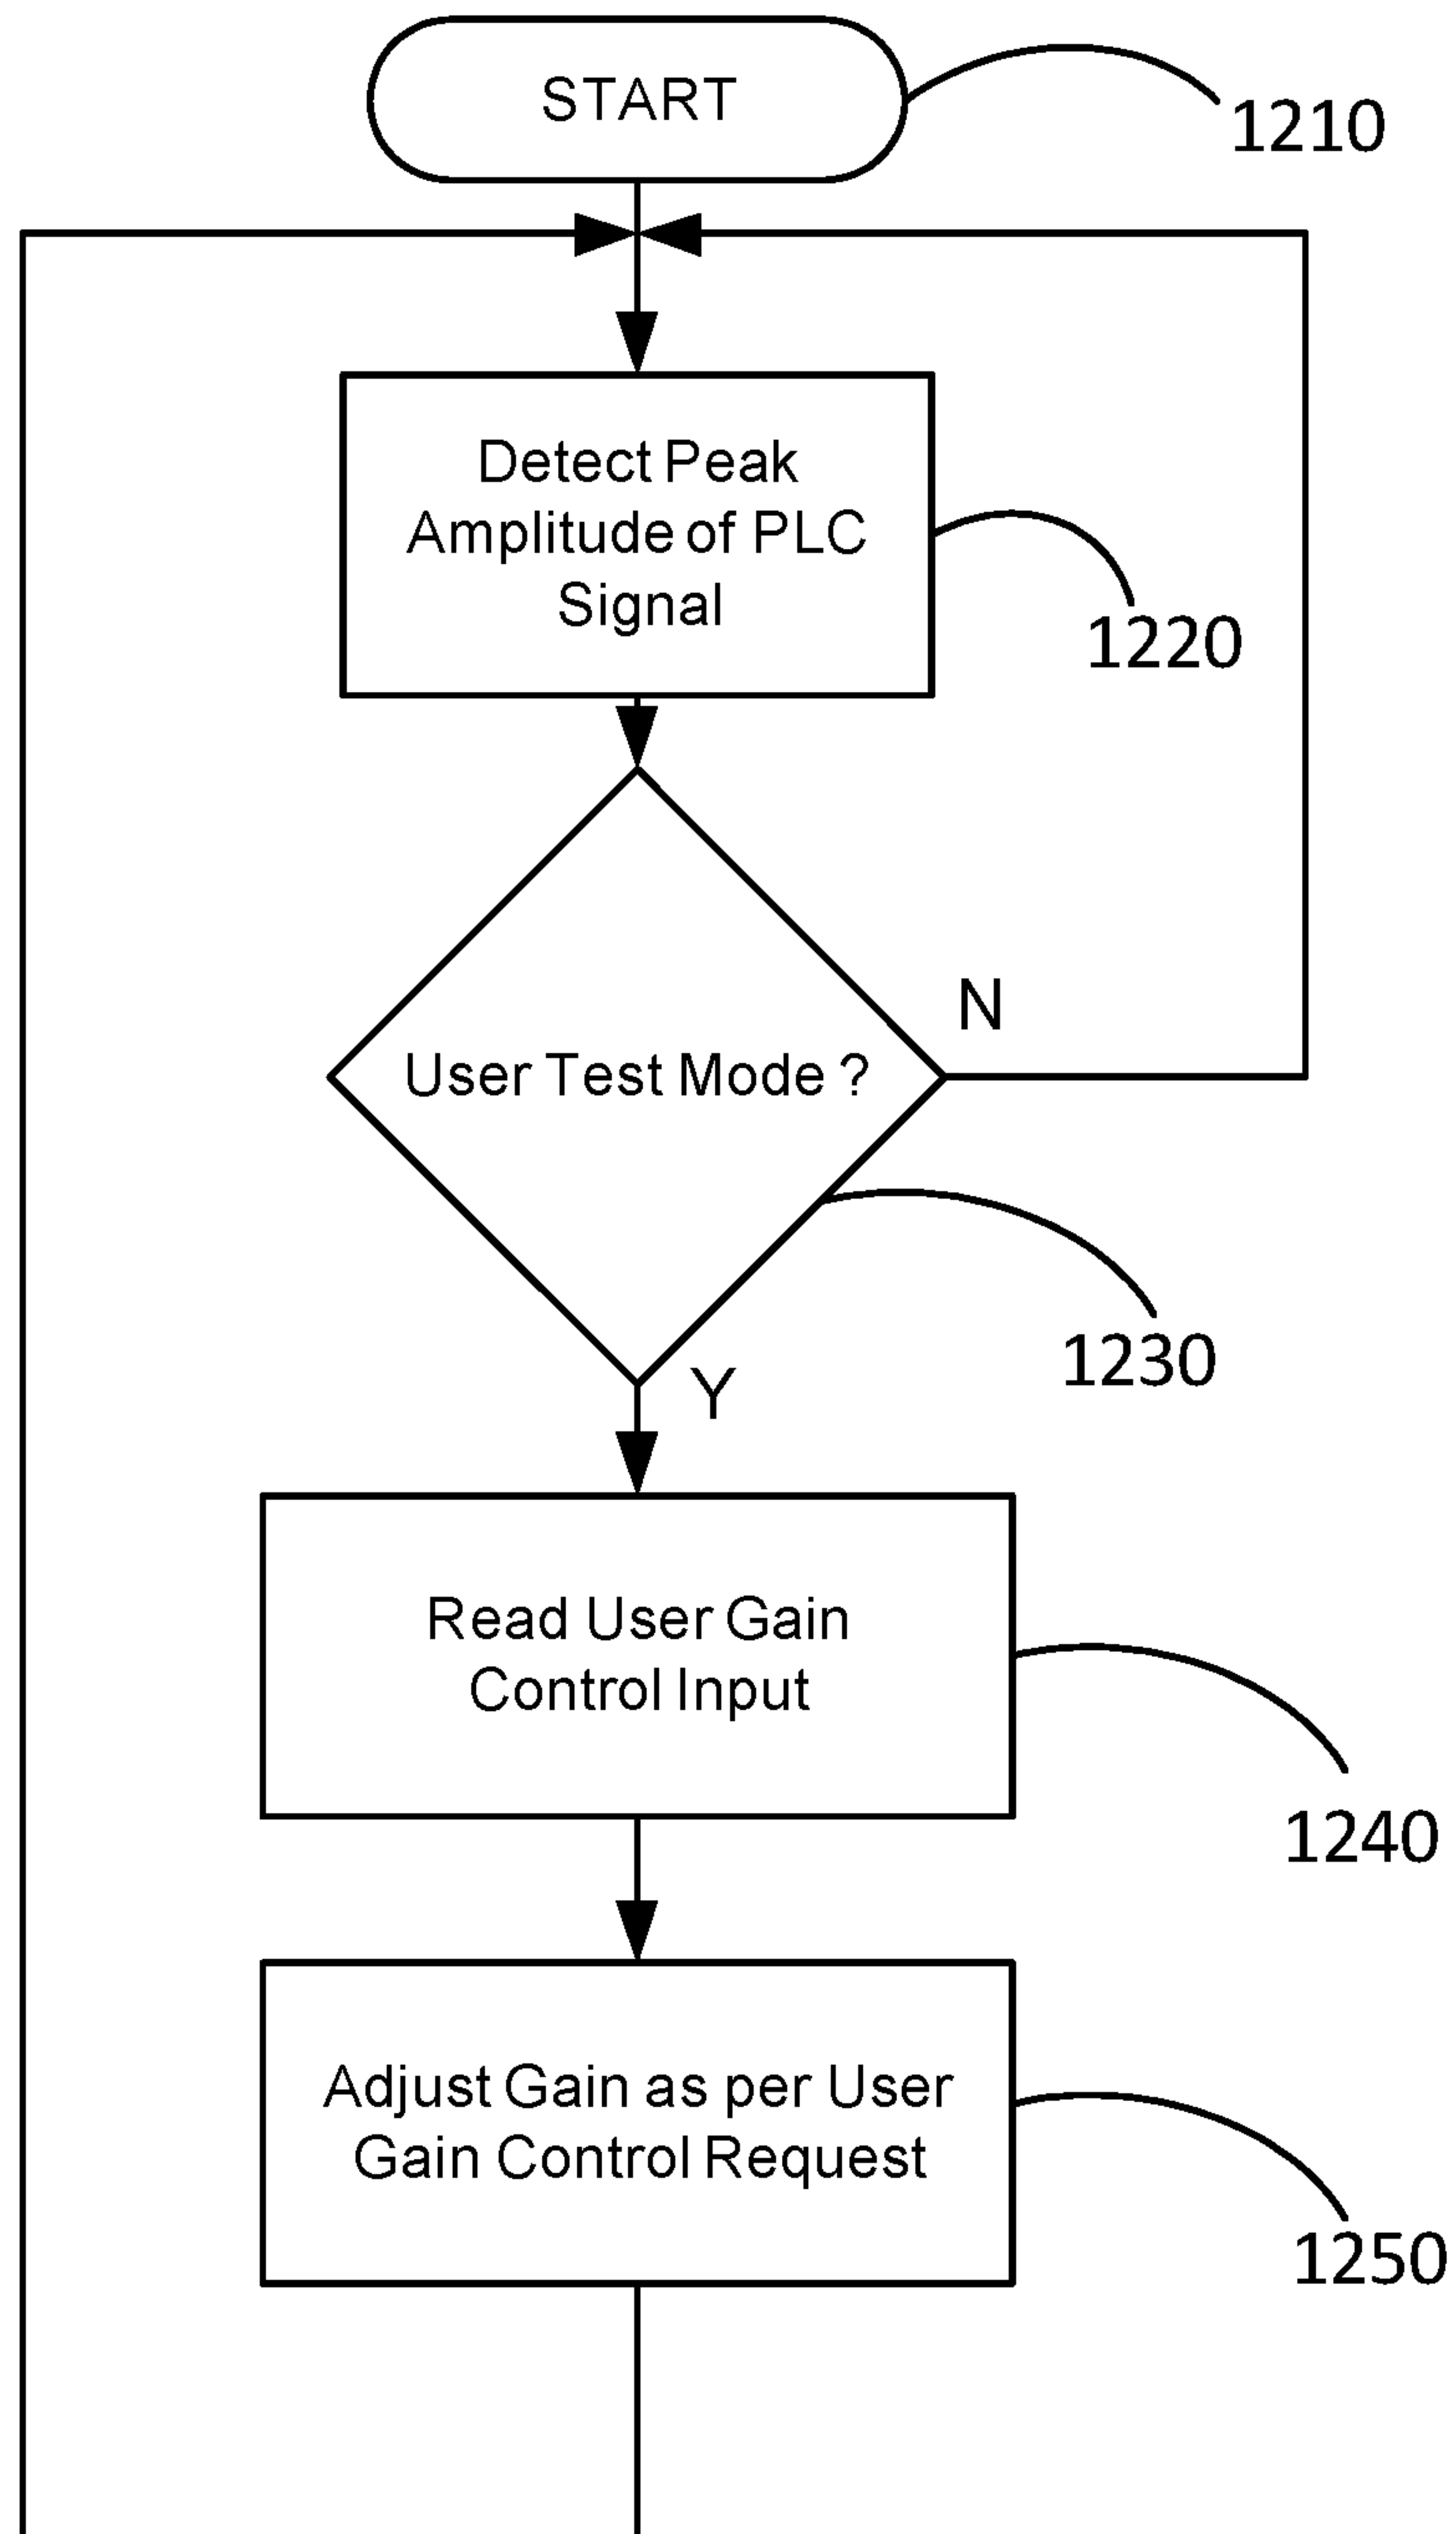 START
1210
Detect Peak
Amplitude of PLC
Signal
1220
N
User Test Mode ?
1230
Y
Read User Gain
Control Input
1240
Adjust Gain as per User
Gain Control Request
1250